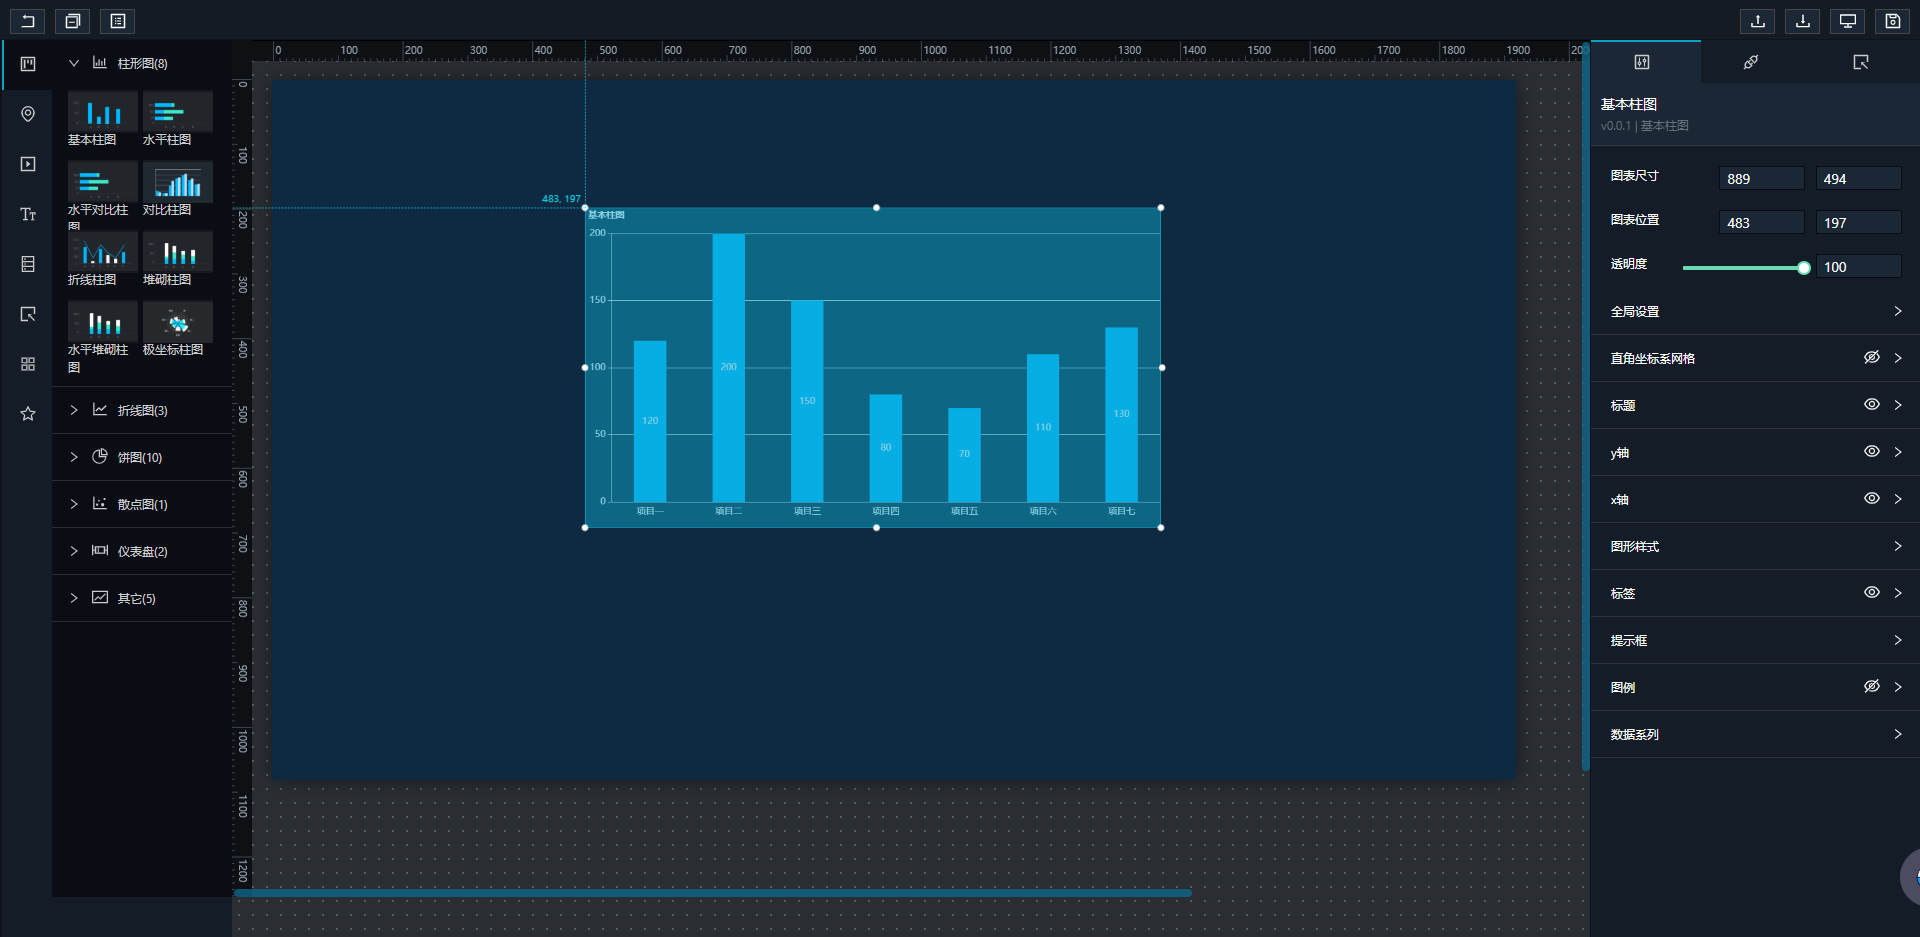 柱形图(8)
基本柱图
水平柱图
水平对比柱图
对比柱图
折线柱图
堆砌柱图
水平堆砌柱图
极坐标柱图
折线图(3)
饼图(10)
散点图(1)
仪表盘(2)
其它(5)
0 100 200 300 400 500 600 700 800 900 1000 1100 1200 1300 1400 1500 1600 1700 1800 1900
0
100
200
300
400
500
600
700
800
900
1000
1100
1200
483, 197
基本柱图
200
150
100
50
0
120 200 150 80 70 110 130
项目一 项目二 项目三 项目四 项目五 项目六 项目七
基本柱图
v0.0.1 | 基本柱图
图表尺寸 889 494
图表位置 483 197
透明度 100
全局设置
直角坐标系网格
标题
y轴
x轴
图形样式
标签
提示框
图例
数据系列